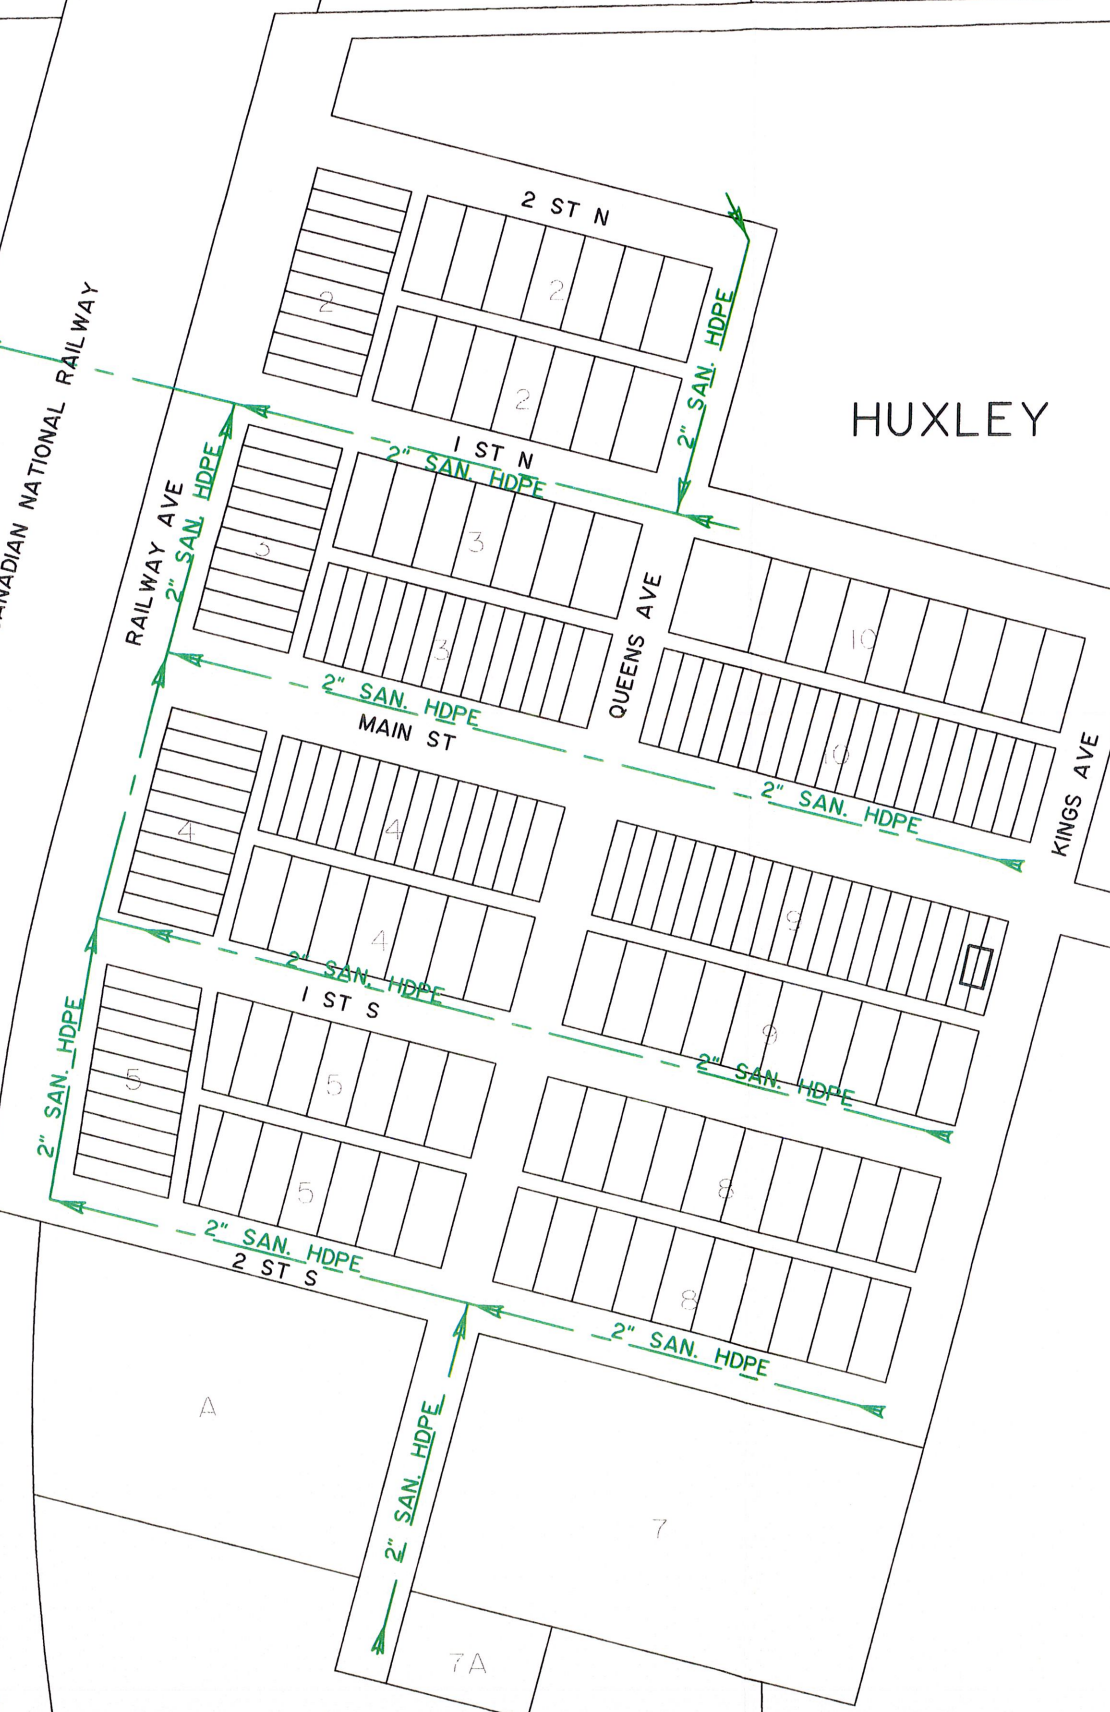 2 ST N
2
2
2
2" SAN. HDPE
HUXLEY
CANADIAN NATIONAL RAILWAY
1 ST N
2" SAN. HDPE
2" SAN. HDPE
RAILWAY AVE
3
3
3
QUEENS AVE
10
10
2" SAN. HDPE
MAIN ST
2" SAN. HDPE
KINGS AVE
4
4
4
9
9
2" SAN. HDPE
1 ST S
2" SAN. HDPE
2" SAN. HDPE
5
5
5
8
8
2" SAN. HDPE
2 ST S
2" SAN. HDPE
A
2" SAN. HDPE
7
7A